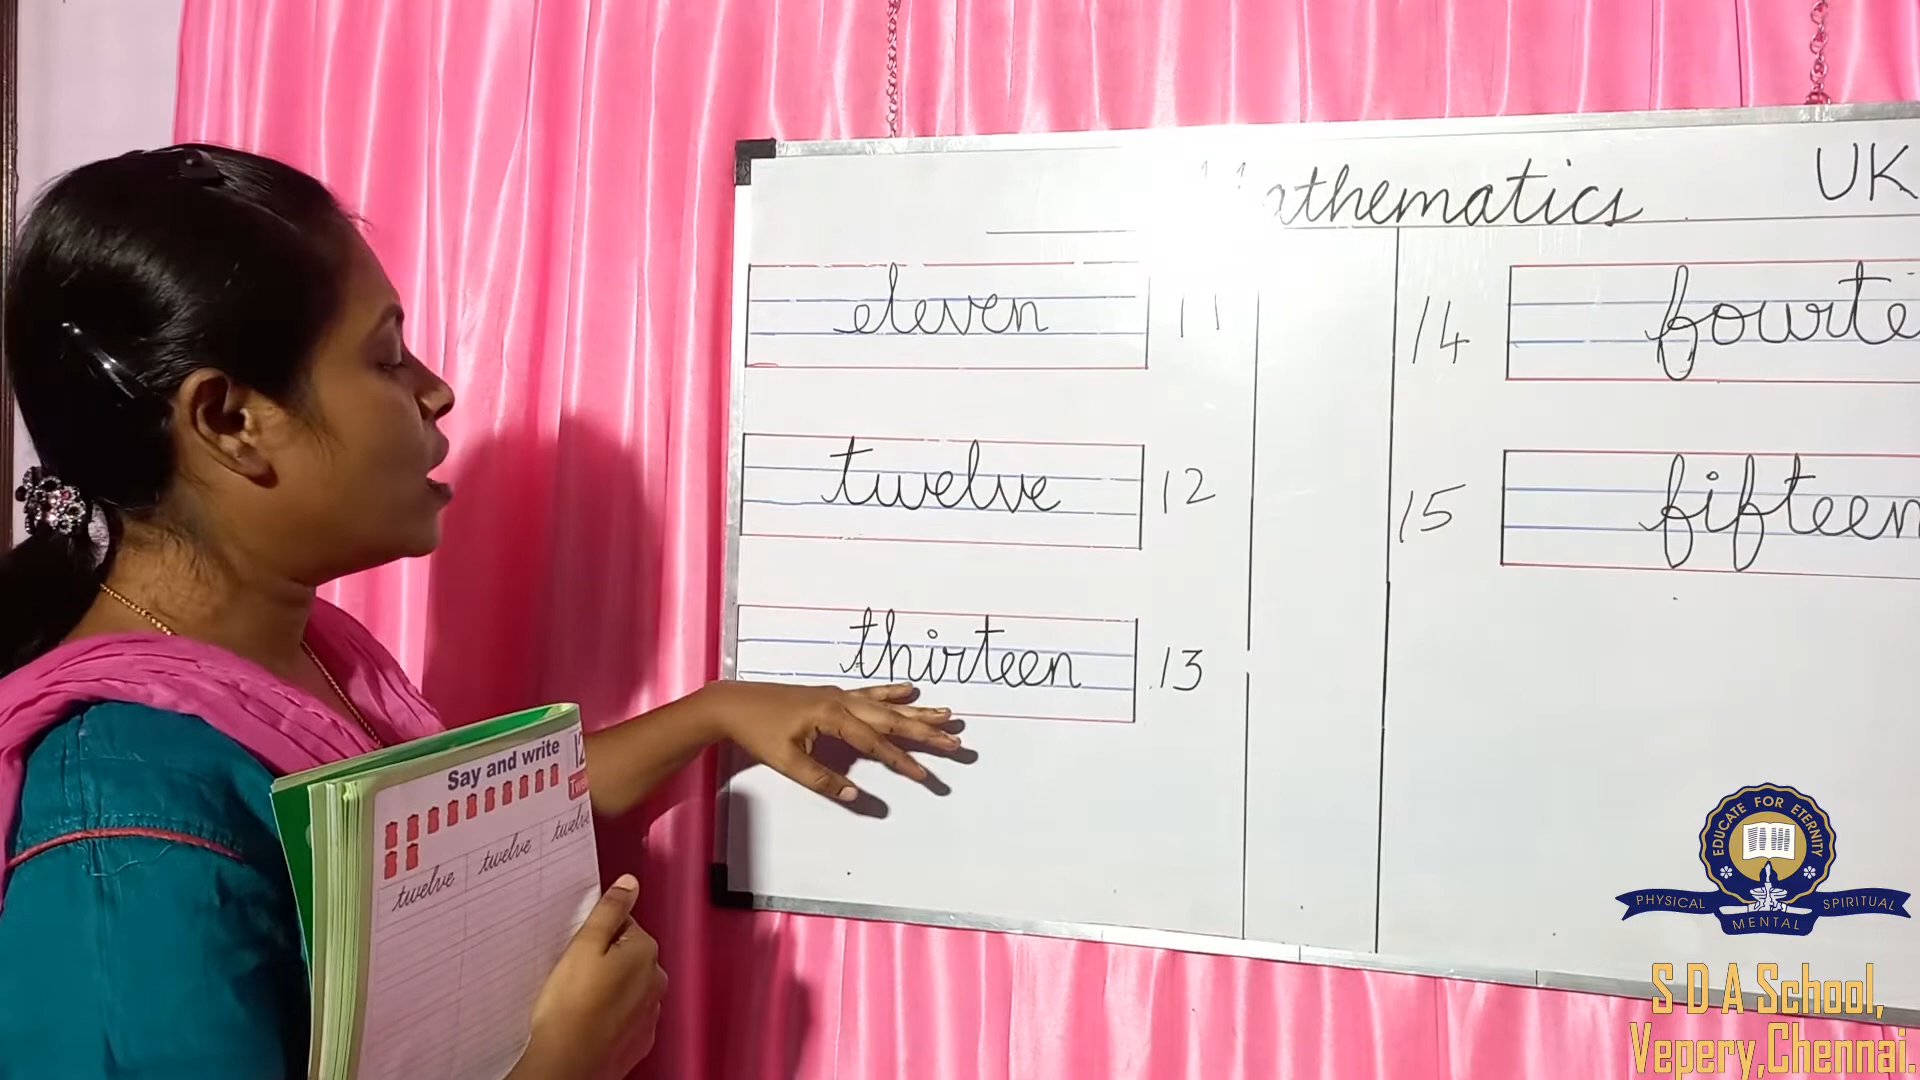 Mathematics
UK
eleven 11
twelve 12
thirteen 13
14 fourte
15 fifteen
Say and write
12
twelve twelve twelve
EDUCATE FOR ETERNITY
PHYSICAL MENTAL SPIRITUAL
S D A School,
Vepery,Chennai.